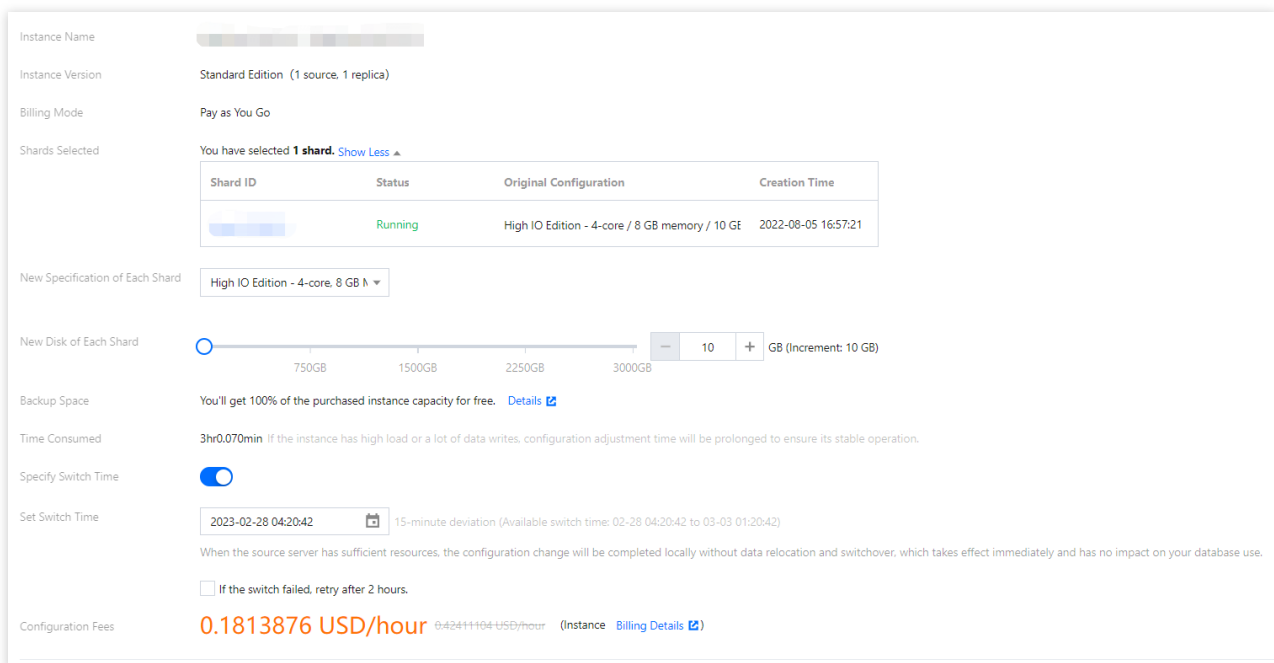 Instance Name
Instance Version Standard Edition (1 source, 1 replica)
Billing Mode Pay as You Go
Shards Selected You have selected 1 shard. Show Less
Shard ID Status Original Configuration Creation Time
Running High IO Edition - 4-core / 8 GB memory / 10 GE 2022-08-05 16:57:21
New Specification of Each Shard High IO Edition - 4-core, 8 GB
New Disk of Each Shard 10 GB (Increment: 10 GB)
750GB 1500GB 2250GB 3000GB
Backup Space You'll get 100% of the purchased instance capacity for free. Details
Time Consumed 3hr0.070min If the instance has high load or a lot of data writes, configuration adjustment time will be prolonged to ensure its stable operation.
Specify Switch Time
Set Switch Time 2023-02-28 04:20:42 15-minute deviation (Available switch time: 02-28 04:20:42 to 03-03 01:20:42)
When the source server has sufficient resources, the configuration change will be completed locally without data relocation and switchover, which takes effect immediately and has no impact on your database use.
If the switch failed, retry after 2 hours.
Configuration Fees 0.1813876 USD/hour 0.42411104 USD/hour (Instance Billing Details )